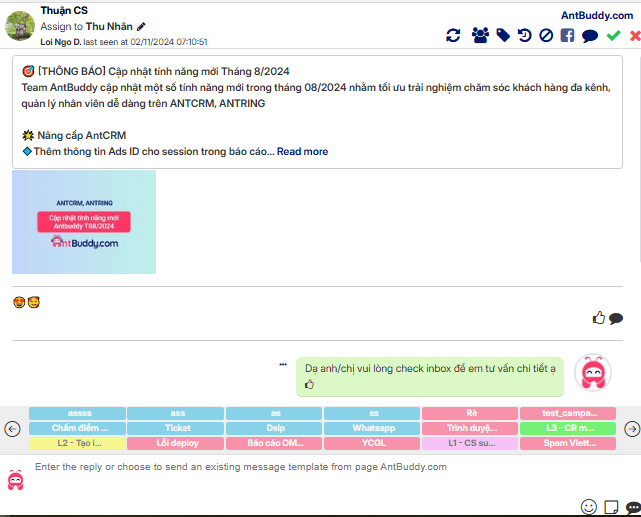 Thuận CS
AntBuddy.com
Assign to Thu Nhân
Loi Ngo D. last seen at 02/11/2024 07:10:51
[THÔNG BÁO] Cập nhật tính năng mới Tháng 8/2024
Team AntBuddy cập nhật một số tính năng mới trong tháng 08/2024 nhằm tối ưu trải nghiệm chăm sóc khách hàng đa kênh,
quản lý nhân viên dễ dàng trên ANTCRM, ANTRING
Nâng cấp AntCRM
Thêm thông tin Ads ID cho session trong báo cáo... Read more
ANTCRM, ANTRING
Cập nhật tính năng mới
Antbuddy T08/2024
AntBuddy.com
Dạ anh/chị vui lòng check inbox để em tư vấn chi tiết ạ
assss ass as ss Rè test_campa...
Chấm điểm ... Ticket Dsip Whatsapp Trình duyệ... L3 - CR m...
L2 - Tạo i... Lỗi deploy Báo cáo OM... YCGL L1 - CS su... Spam Viett...
Enter the reply or choose to send an existing message template from page AntBuddy.com